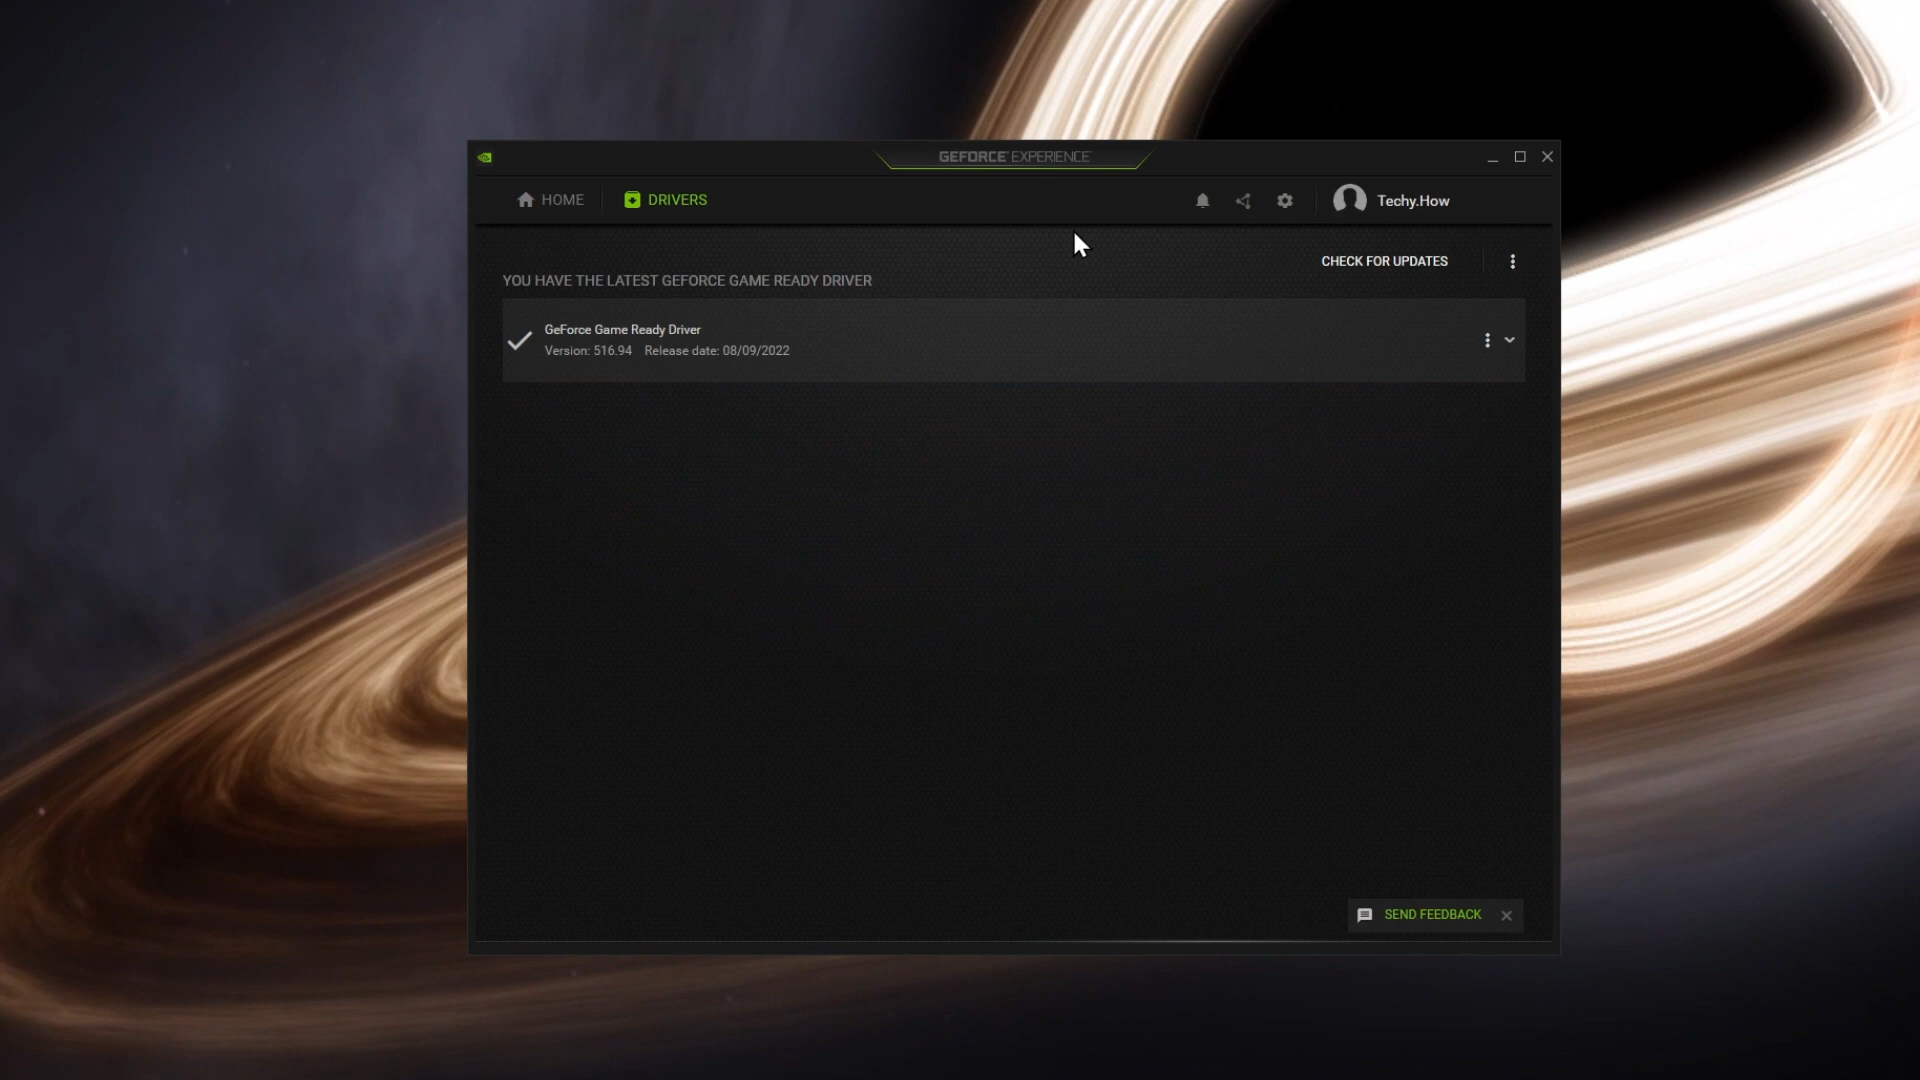 GEFORCE EXPERIENCE
HOME
DRIVERS
Techy.How
CHECK FOR UPDATES
YOU HAVE THE LATEST GEFORCE GAME READY DRIVER
GeForce Game Ready Driver
Version: 516.94 Release date: 08/09/2022
SEND FEEDBACK